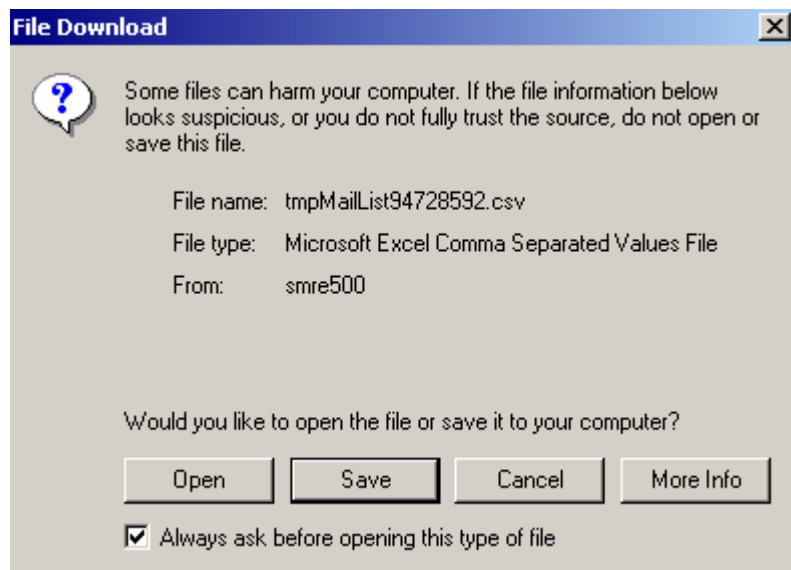 File Download
Some files can harm your computer. If the file information below
looks suspicious, or you do not fully trust the source, do not open or
save this file.
File name: tmpMailList94728592.csv
File type: Microsoft Excel Comma Separated Values File
From: smre500
Would you like to open the file or save it to your computer?
Open Save Cancel More Info
Always ask before opening this type of file